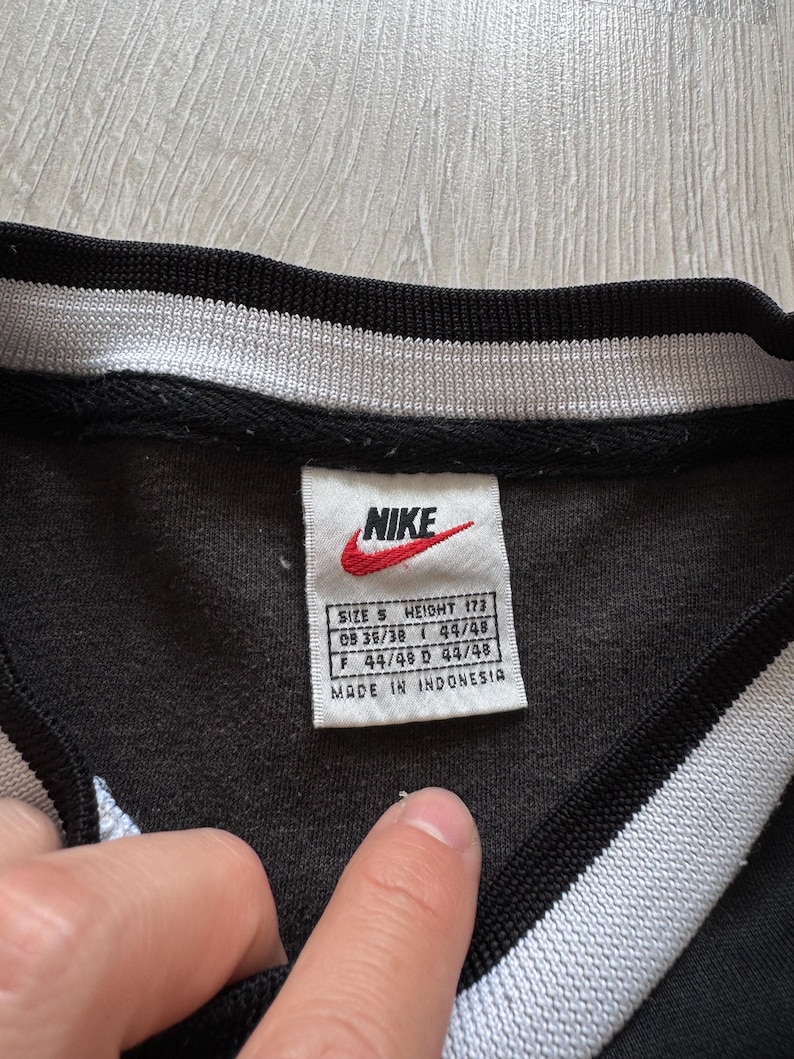 NIKE
SIZE S HEIGHT 173
GB 36/38 I 44/48
F 44/48 D 44/48
MADE IN INDONESIA